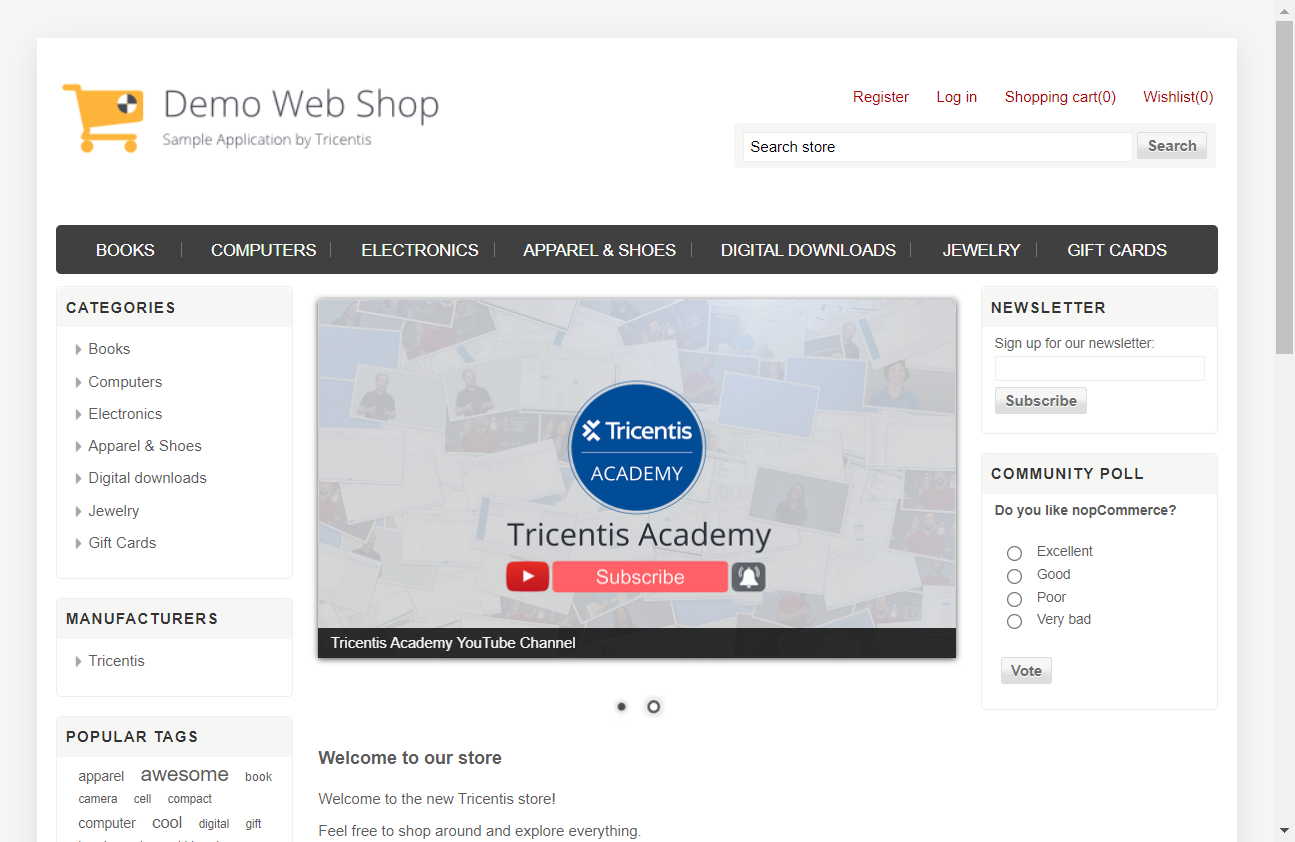 Demo Web Shop
Sample Application by Tricentis
Register Log in Shopping cart(0) Wishlist(0)
Search store Search
BOOKS COMPUTERS ELECTRONICS APPAREL & SHOES DIGITAL DOWNLOADS JEWELRY GIFT CARDS
CATEGORIES
Books
Computers
Electronics
Apparel & Shoes
Digital downloads
Jewelry
Gift Cards
MANUFACTURERS
Tricentis
POPULAR TAGS
apparel awesome book
camera cell compact
computer cool digital gift
Tricentis
ACADEMY
Tricentis Academy
Subscribe
Tricentis Academy YouTube Channel
Welcome to our store
Welcome to the new Tricentis store!
Feel free to shop around and explore everything.
NEWSLETTER
Sign up for our newsletter:
Subscribe
COMMUNITY POLL
Do you like nopCommerce?
Excellent
Good
Poor
Very bad
Vote